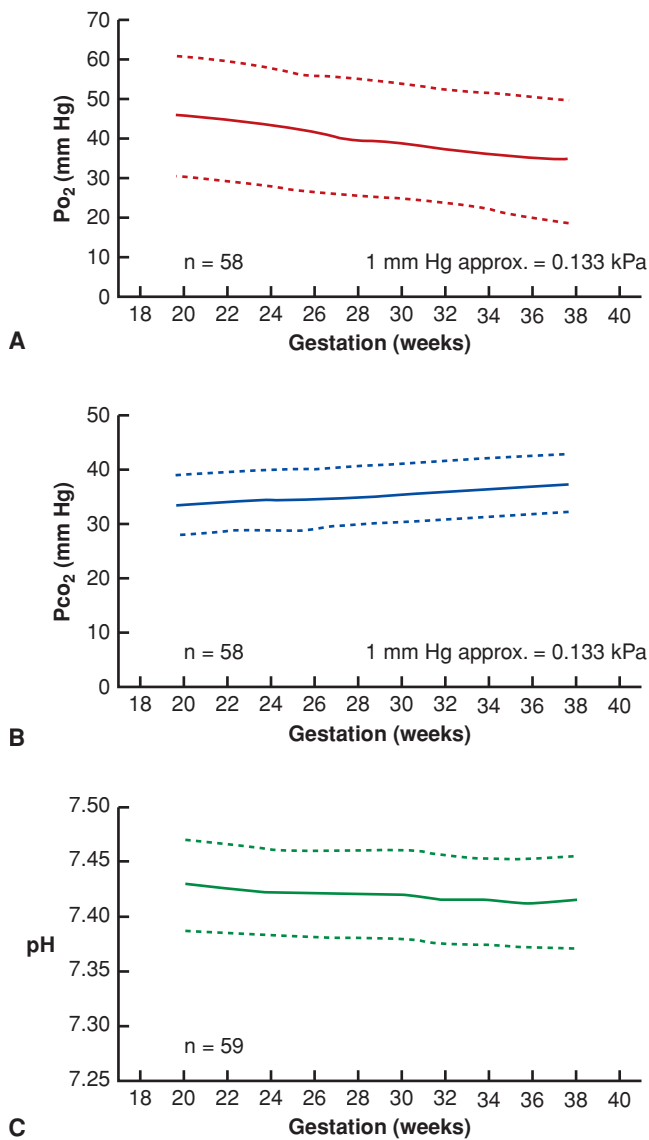 70
60
50
40
30
20
10
0
Po₂ (mm Hg)
n = 58 1 mm Hg approx. = 0.133 kPa
18 20 22 24 26 28 30 32 34 36 38 40
A Gestation (weeks)
50
40
30
20
10
0
Pco₂ (mm Hg)
n = 58 1 mm Hg approx. = 0.133 kPa
18 20 22 24 26 28 30 32 34 36 38 40
B Gestation (weeks)
7.50
7.45
7.40
7.35
7.30
7.25
pH
n = 59
18 20 22 24 26 28 30 32 34 36 38 40
C Gestation (weeks)